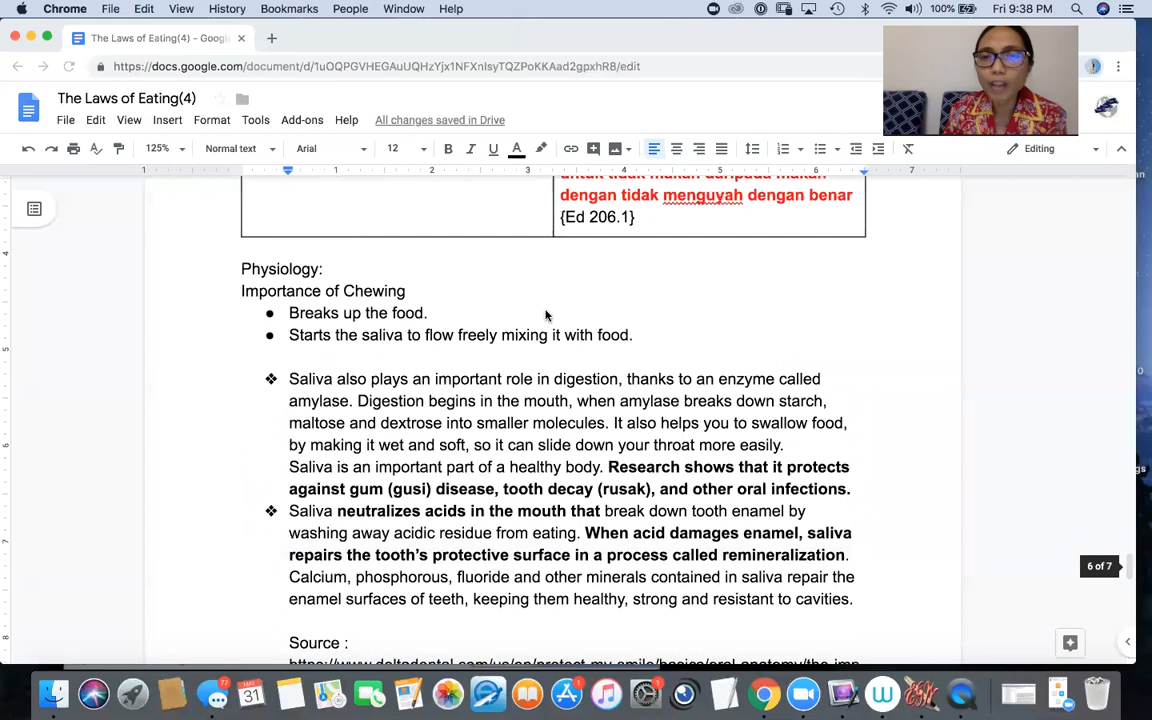 Chrome File Edit View History Bookmarks People Window Help 100% Fri 9:38 PM
The Laws of Eating(4) - Googl
https://docs.google.com/document/d/1uOQPGVHEGAuUQHzYjx1NFXnIsyTQZPoKKAad2gpxhR8/edit
The Laws of Eating(4)
File Edit View Insert Format Tools Add-ons Help All changes saved in Drive
125% Normal text Arial 12 Editing
1 1 2 3 4 5 6 7
dengan tidak menguyah dengan benar
{Ed 206.1}
Physiology:
Importance of Chewing
● Breaks up the food.
● Starts the saliva to flow freely mixing it with food.
❖ Saliva also plays an important role in digestion, thanks to an enzyme called
amylase. Digestion begins in the mouth, when amylase breaks down starch,
maltose and dextrose into smaller molecules. It also helps you to swallow food,
by making it wet and soft, so it can slide down your throat more easily.
Saliva is an important part of a healthy body. Research shows that it protects
against gum (gusi) disease, tooth decay (rusak), and other oral infections.
❖ Saliva neutralizes acids in the mouth that break down tooth enamel by
washing away acidic residue from eating. When acid damages enamel, saliva
repairs the tooth's protective surface in a process called remineralization.
Calcium, phosphorous, fluoride and other minerals contained in saliva repair the
enamel surfaces of teeth, keeping them healthy, strong and resistant to cavities.
6 of 7
Source :